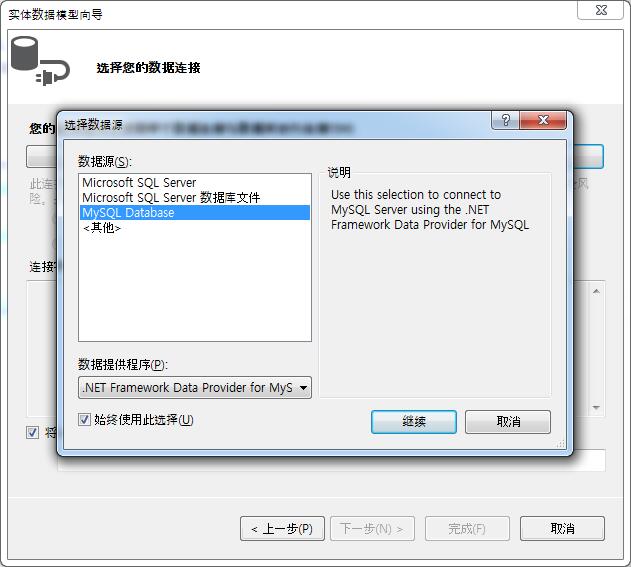 实体数据模型向导
选择您的数据连接
您的
选择数据源
数据源(S):
Microsoft SQL Server
Microsoft SQL Server 数据库文件
MySQL Database
<其他>
说明
Use this selection to connect to
MySQL Server using the .NET
Framework Data Provider for MySQL
数据提供程序(P):
.NET Framework Data Provider for MyS
始终使用此选择(U)
继续
取消
此连
风
险。
连接
将
< 上一步(P)
下一步(N) >
完成(F)
取消